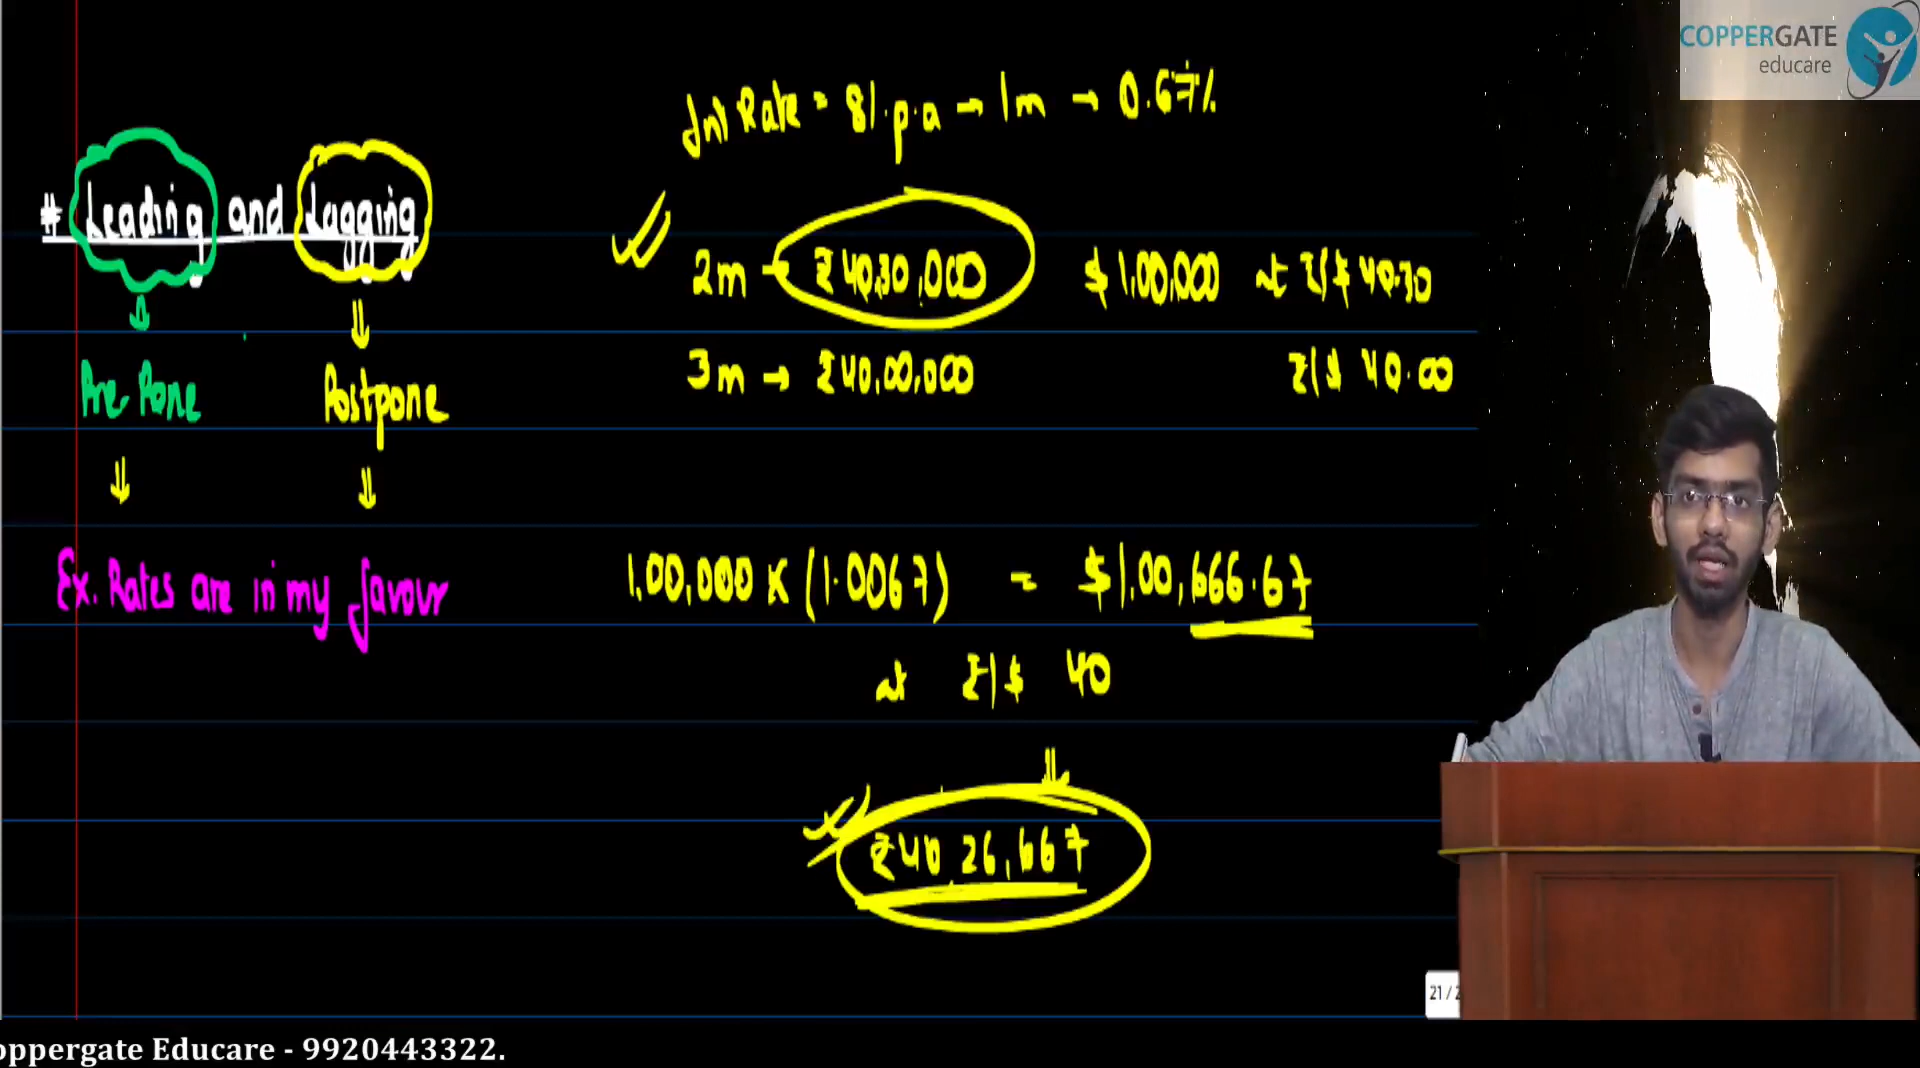 COPPERGATE
educare
Int Rate = 8%.p.a → 1m → 0.67%
# Leading and Lagging
2m → ₹40,30,000 $1,00,000 at ₹/$ 40.30
3m → ₹40,00,000 ₹/$ 40.00
Pre Pone Postpone
Ex. Rates are in my favour
1,00,000 x (1.0067) = $1,00,666.67
at ₹/$ 40
₹40,26,667
21 / 2
oppergate Educare - 9920443322.